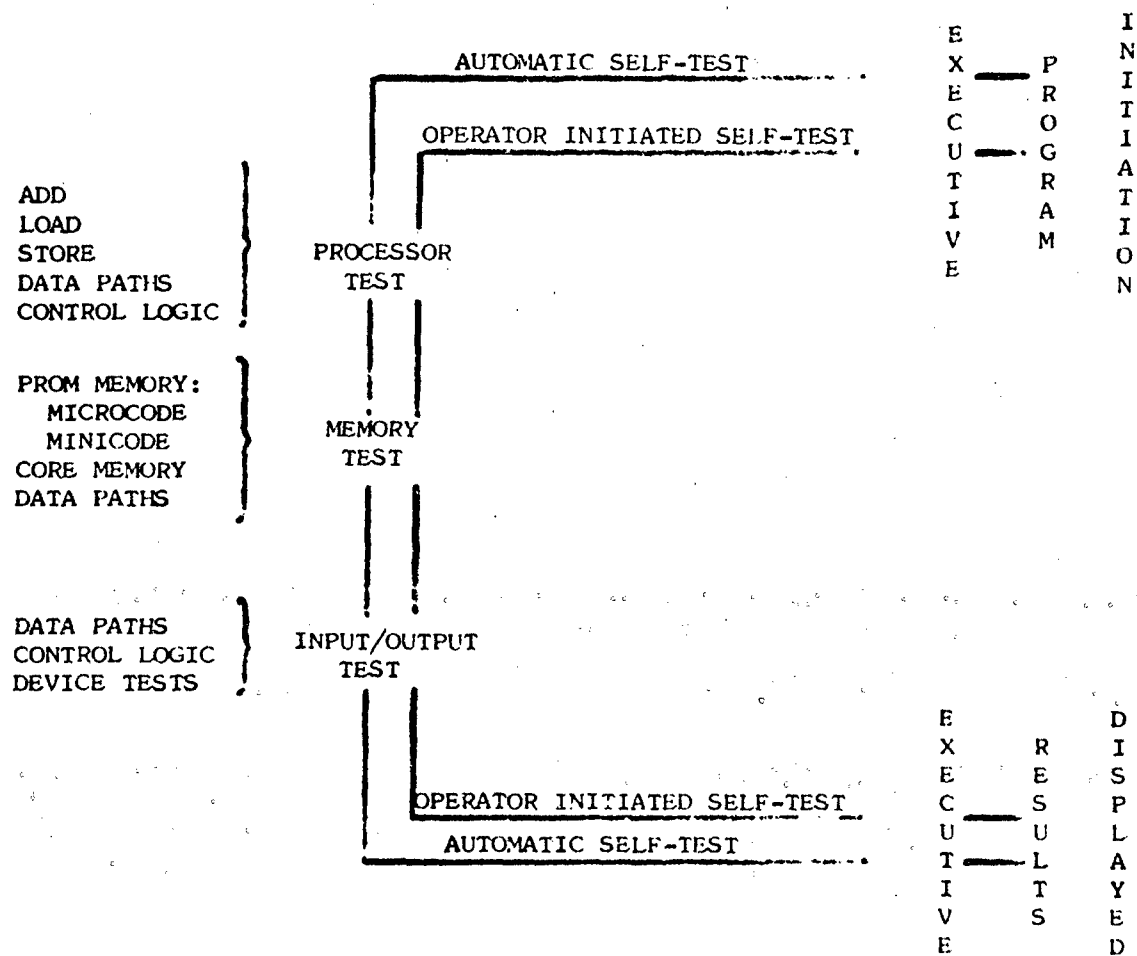 AUTOMATIC SELF-TEST
OPERATOR INITIATED SELF-TEST
EXECUTIVE
PROGRAM
INITIATION
ADD
LOAD
STORE
DATA PATHS
CONTROL LOGIC
PROCESSOR
TEST
PROM MEMORY:
MICROCODE
MINICODE
CORE MEMORY
DATA PATHS
MEMORY
TEST
DATA PATHS
CONTROL LOGIC
DEVICE TESTS
INPUT/OUTPUT
TEST
OPERATOR INITIATED SELF-TEST
AUTOMATIC SELF-TEST
EXECUTIVE
RESULTS
DISPLAYED